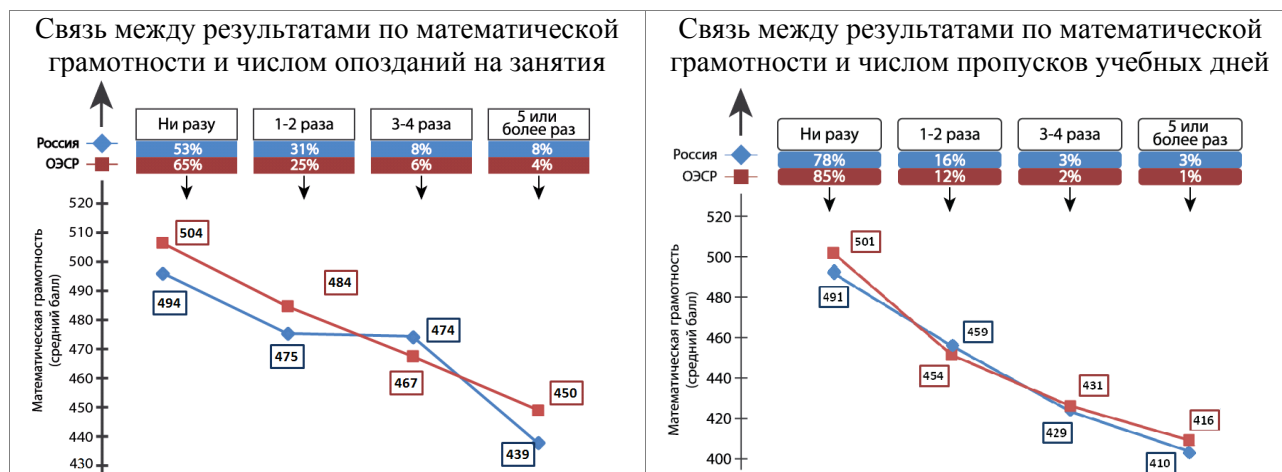 Связь между результатами по математической
грамотности и числом опозданий на занятия
Ни разу
1-2 раза
3-4 раза
5 или
более раз
Россия
53%
31%
8%
8%
ОЭСР
65%
25%
6%
4%
Математическая грамотность
(средний балл)
520
510
500
490
480
470
460
450
440
430
504
494
484
475
474
467
450
439
Связь между результатами по математической
грамотности и числом пропусков учебных дней
Ни разу
1-2 раза
3-4 раза
5 или
более раз
Россия
78%
16%
3%
3%
ОЭСР
85%
12%
2%
1%
Математическая грамотность
(средний балл)
520
500
480
460
440
420
400
501
491
459
454
431
429
416
410